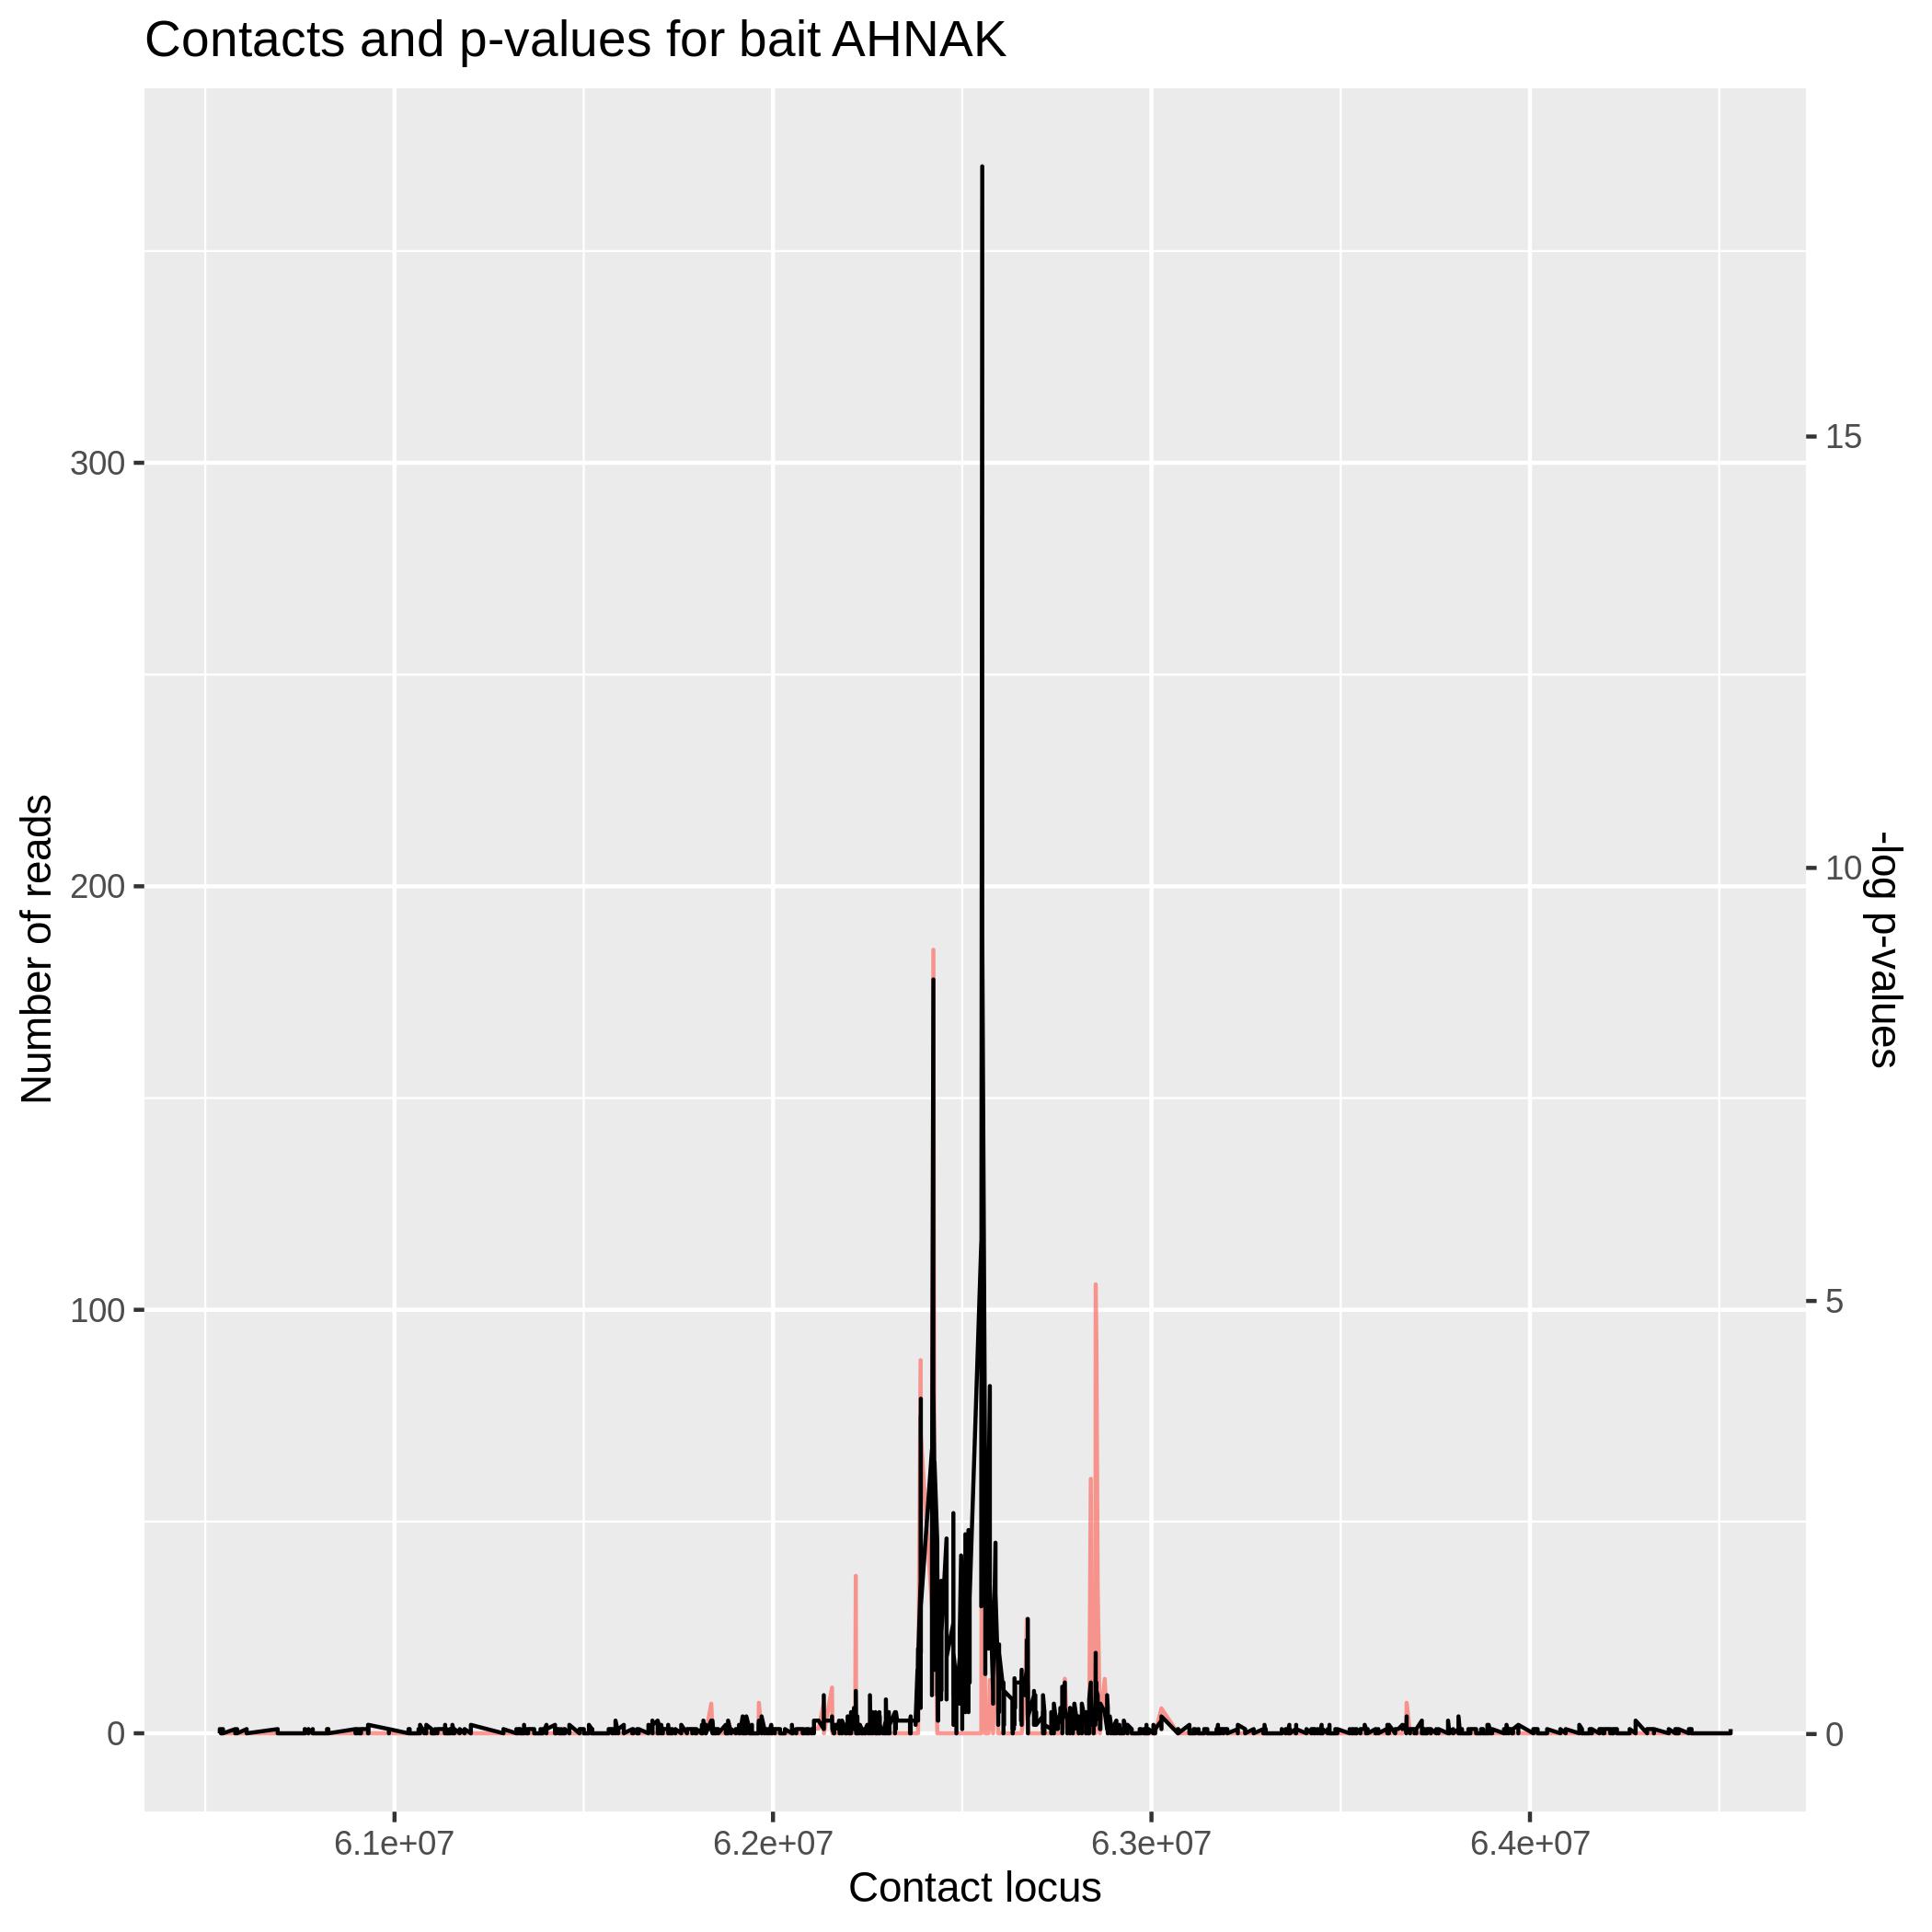 Contacts and p-values for bait AHNAK
Number of reads
300
200
100
0
15
10
5
0
-log p-values
6.1e+07 6.2e+07 6.3e+07 6.4e+07
Contact locus